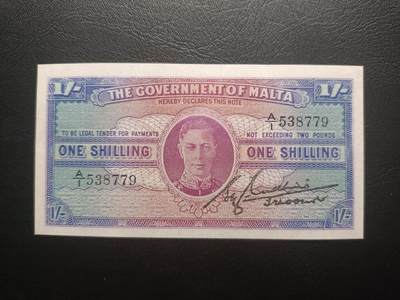 1/- 1/-
THE GOVERNMENT OF MALTA
HEREBY DECLARES THIS NOTE
A/1 538779
TO BE LEGAL TENDER FOR PAYMENTS NOT EXCEEDING TWO POUNDS
ONE SHILLING ONE SHILLING
A/1 538779
1/- 1/-